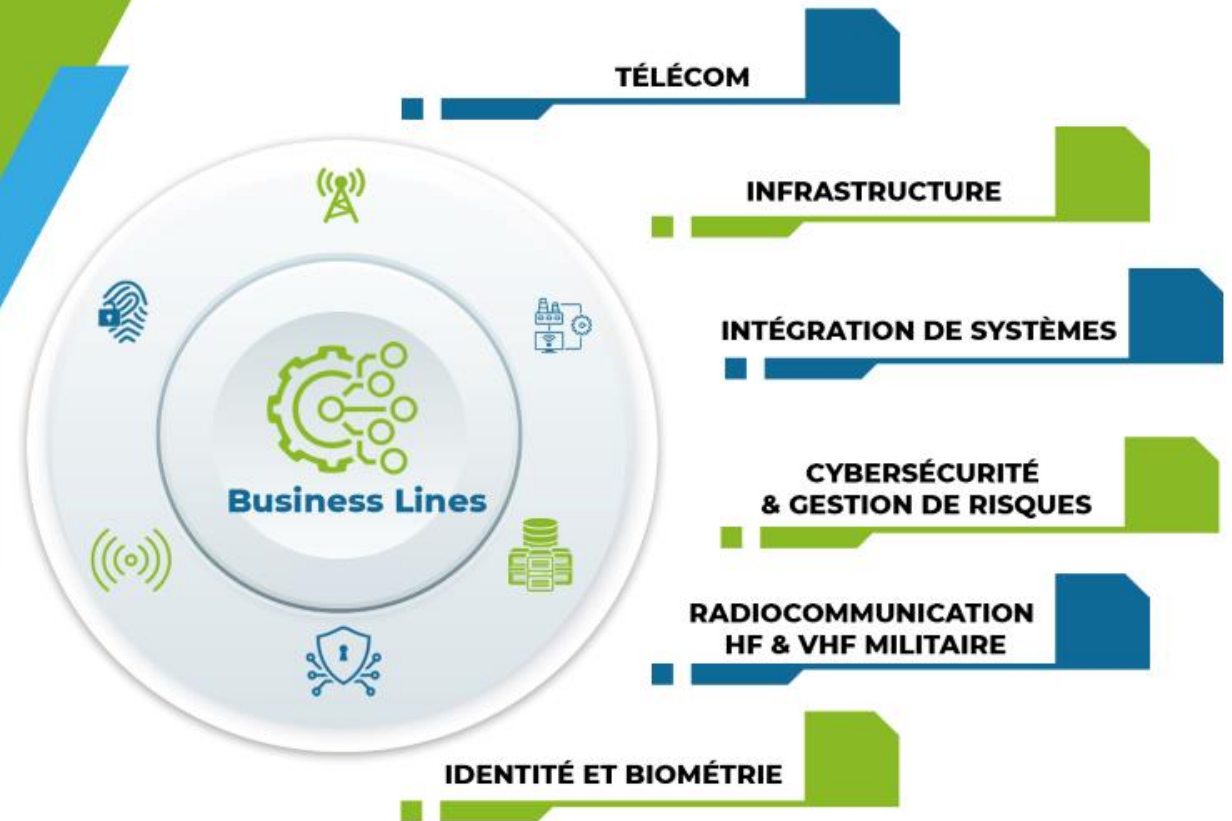 TÉLÉCOM
INFRASTRUCTURE
INTÉGRATION DE SYSTÈMES
Business Lines
CYBERSÉCURITÉ
& GESTION DE RISQUES
RADIOCOMMUNICATION
HF & VHF MILITAIRE
IDENTITÉ ET BIOMÉTRIE